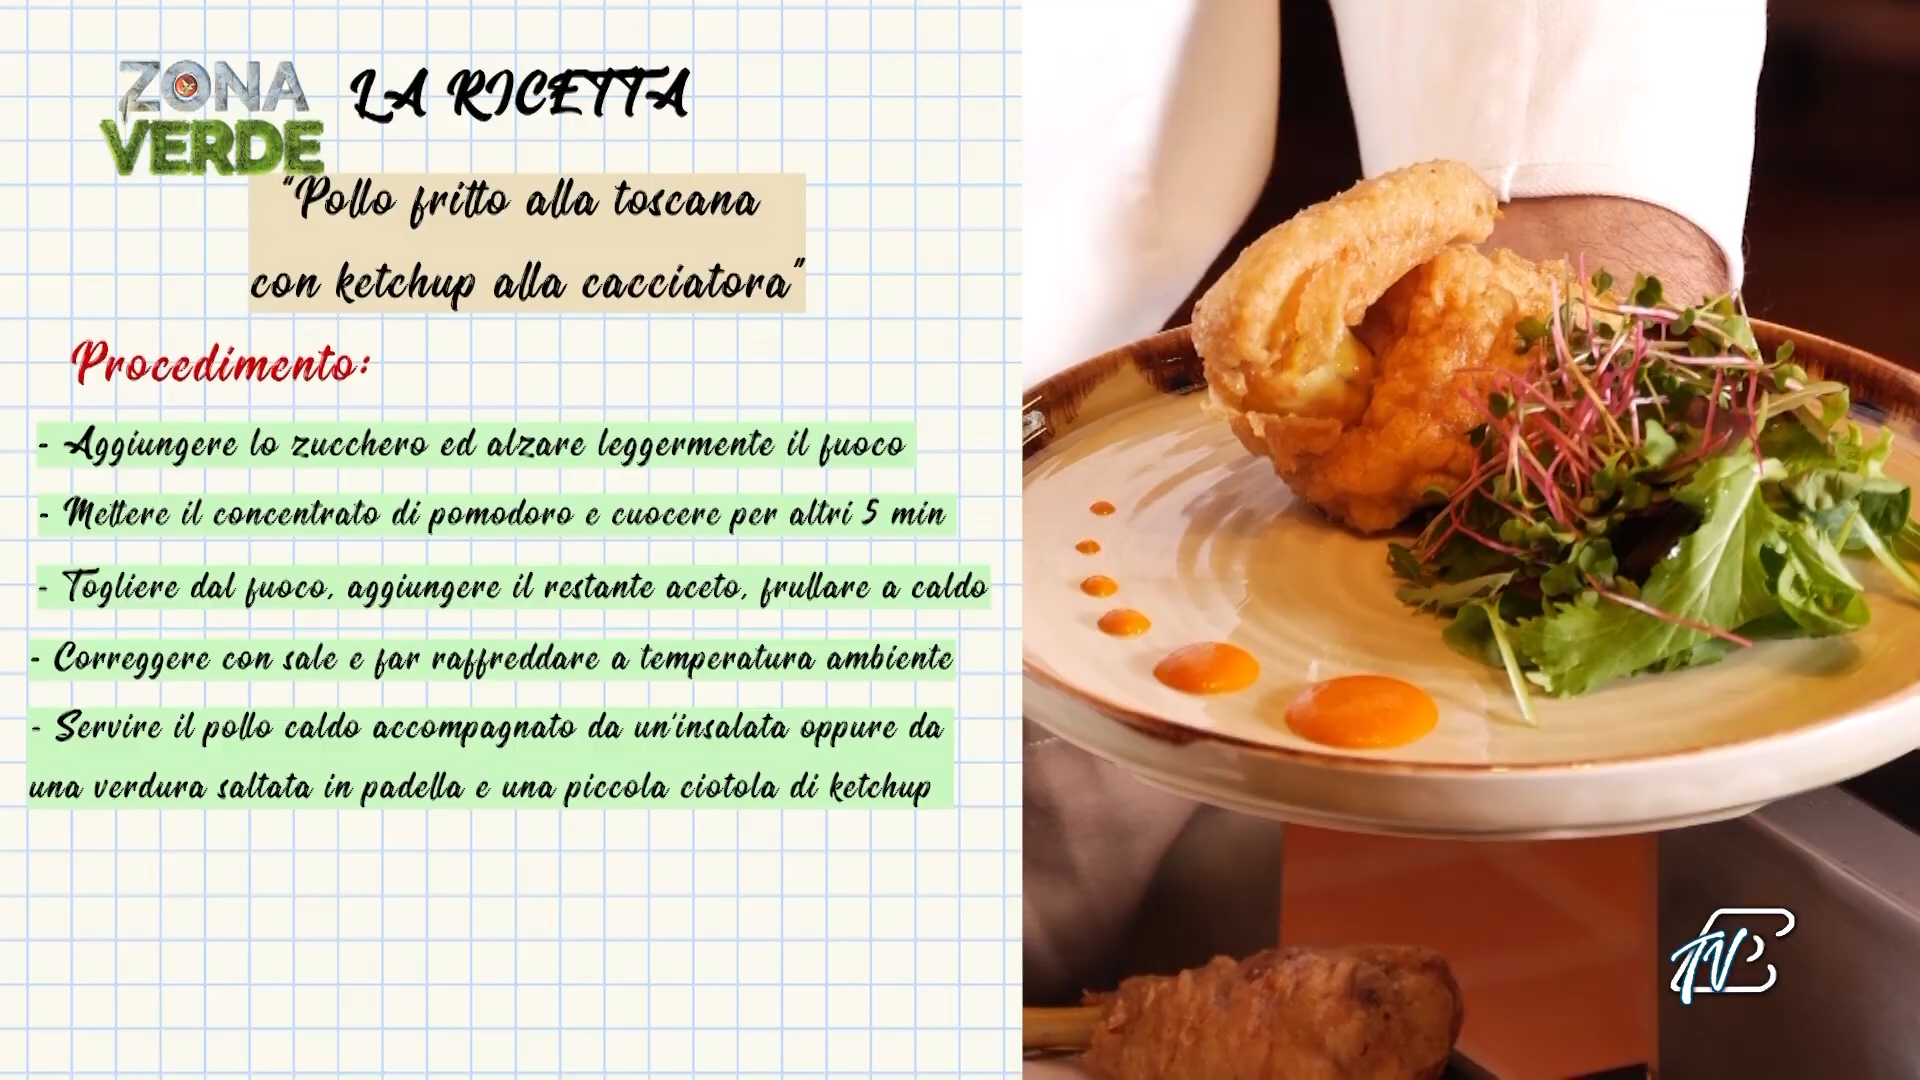 ZONA
VERDE
LA RICETTA
"Pollo fritto alla toscana
con ketchup alla cacciatora"
Procedimento:
- Aggiungere lo zucchero ed alzare leggermente il fuoco
- Mettere il concentrato di pomodoro e cuocere per altri 5 min
- Togliere dal fuoco, aggiungere il restante aceto, frullare a caldo
- Correggere con sale e far raffreddare a temperatura ambiente
- Servire il pollo caldo accompagnato da un'insalata oppure da
una verdura saltata in padella e una piccola ciotola di ketchup
TV